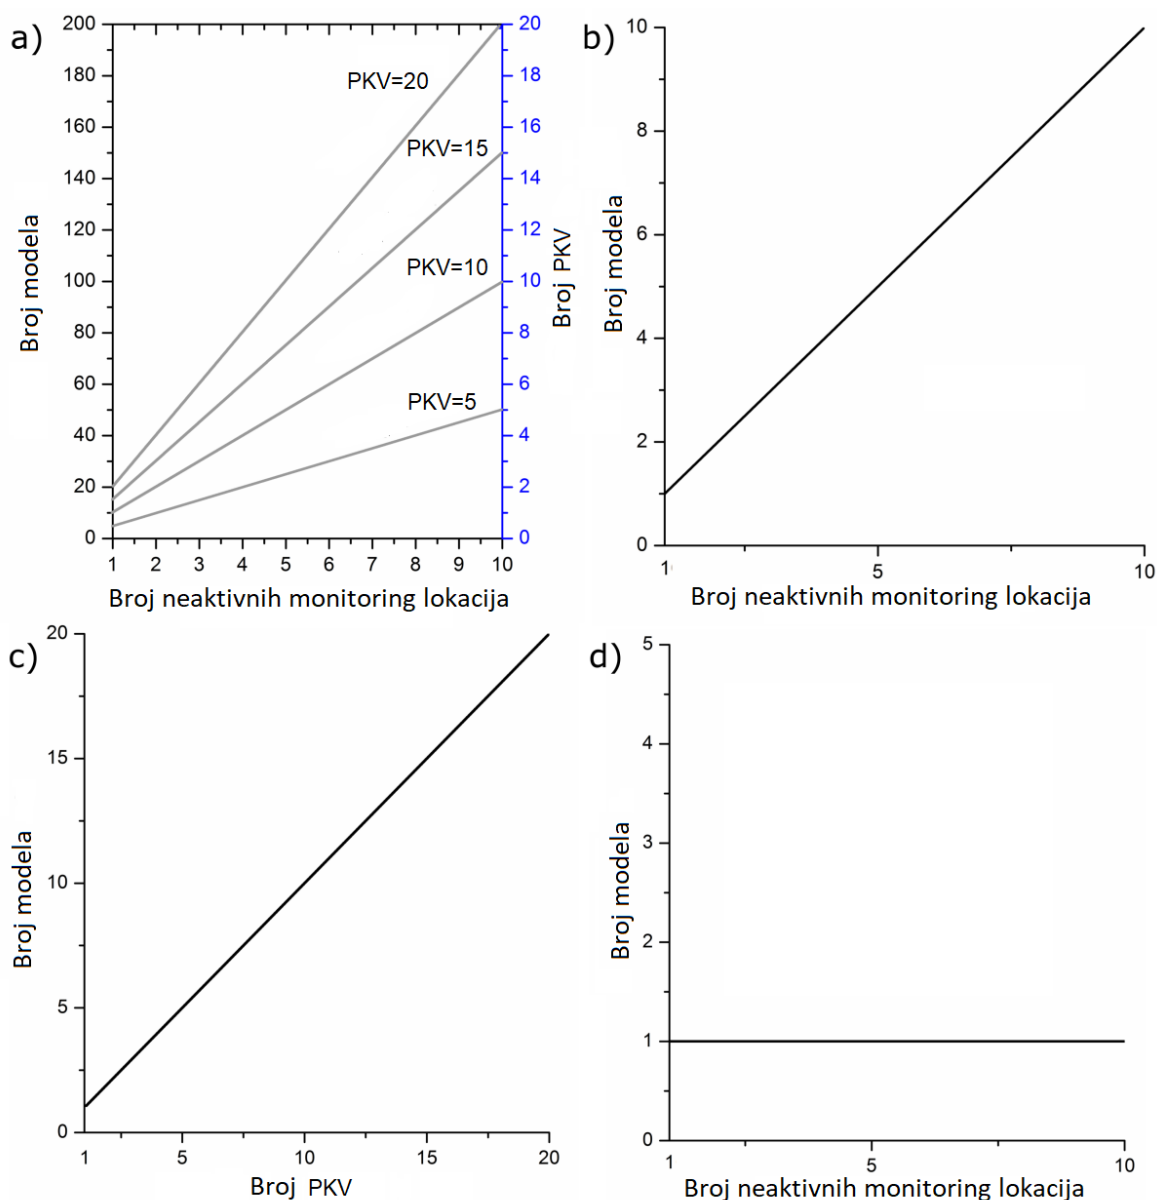 a)
200
180
160
140
120
100
80
60
40
20
0
Broj modela
PKV=20
PKV=15
PKV=10
PKV=5
20
18
16
14
12
10
8
6
4
2
0
Broj PKV
1 2 3 4 5 6 7 8 9 10
Broj neaktivnih monitoring lokacija
b)
10
8
6
4
2
0
Broj modela
1 5 10
Broj neaktivnih monitoring lokacija
c)
20
15
10
5
0
Broj modela
1 5 10 15 20
Broj PKV
d)
5
4
3
2
1
0
Broj modela
1 5 10
Broj neaktivnih monitoring lokacija